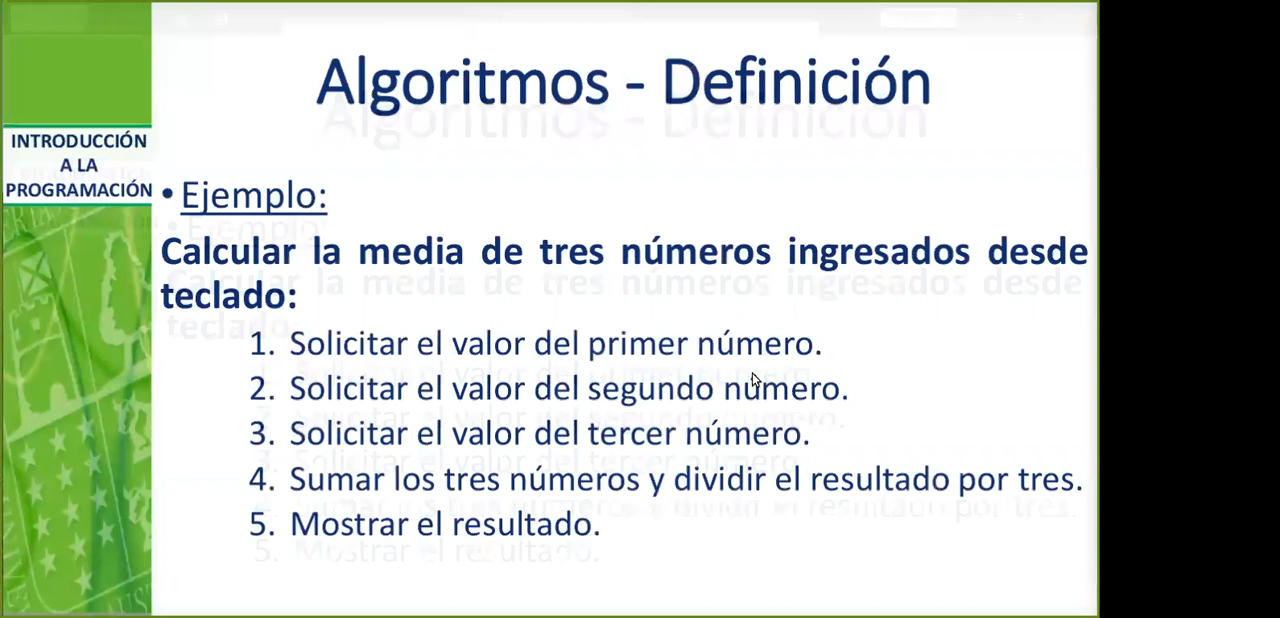 Algoritmos - Definición
INTRODUCCIÓN
A LA
PROGRAMACIÓN
• Ejemplo:
Calcular la media de tres números ingresados desde
teclado:
1. Solicitar el valor del primer número.
2. Solicitar el valor del segundo número.
3. Solicitar el valor del tercer número.
4. Sumar los tres números y dividir el resultado por tres.
5. Mostrar el resultado.